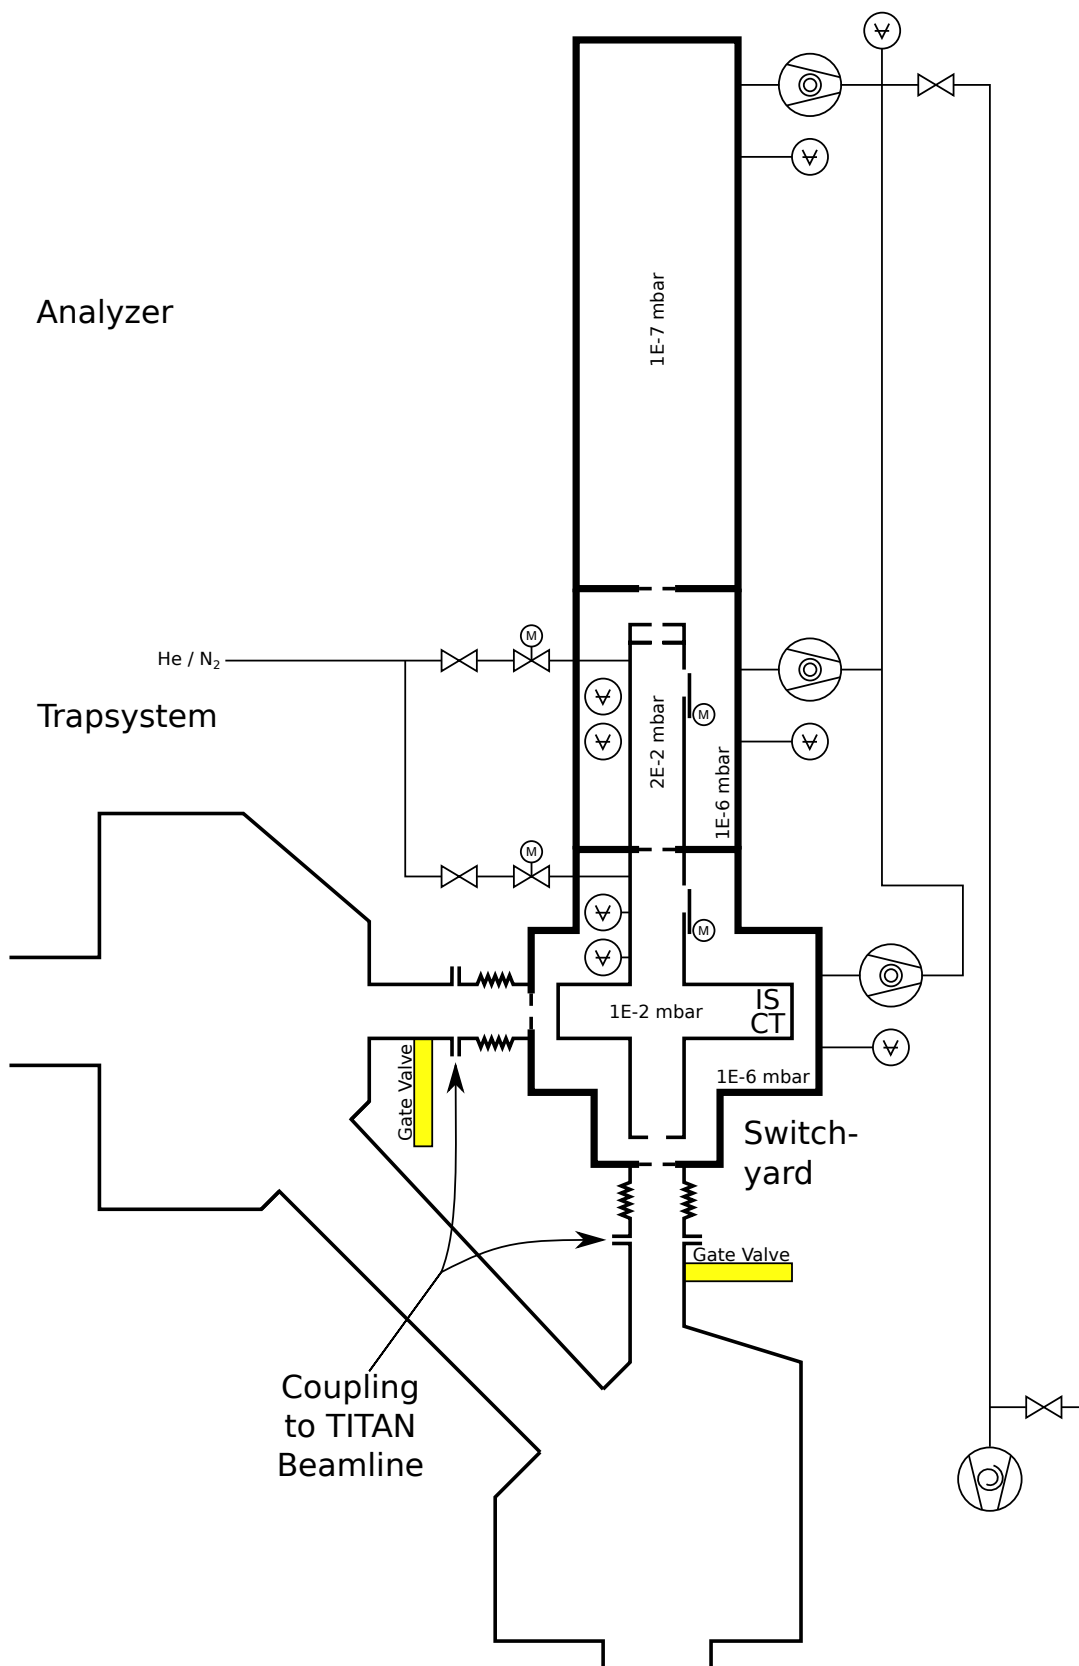 Analyzer
1E-7 mbar
He / N₂
M
Trapsystem
2E-2 mbar
M
1E-6 mbar
M
M
1E-2 mbar
IS
CT
1E-6 mbar
Gate Valve
Switch-
yard
Gate Valve
Coupling
to TITAN
Beamline